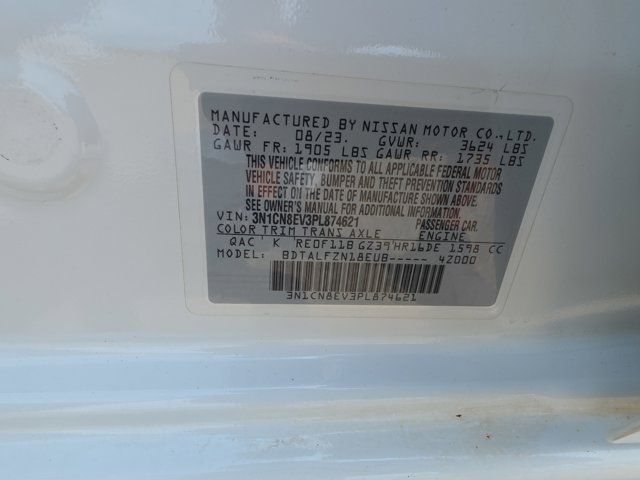 MANUFACTURED BY NISSAN MOTOR CO., LTD.
DATE: 08/23. GVWR: 3624 LBS
GAWR FR: 1905 LBS GAWR RR: 1735 LBS
THIS VEHICLE CONFORMS TO ALL APPLICABLE FEDERAL MOTOR
VEHICLE SAFETY, BUMPER AND THEFT PREVENTION STANDARDS
IN EFFECT ON THE DATE OF MANUFACTURE SHOWN ABOVE.
SEE OWNER'S MANUAL FOR ADDITIONAL INFORMATION.
VIN: 3N1CN8EV3PL874621 PASSENGER CAR
COLOR TRIM TRANS AXLE ENGINE
QAC K RE0F11B GZ39 HR16DE 1598 CC
MODEL: BDTALFZN18EUB----- 42000
3N1CN8EV3PL874621